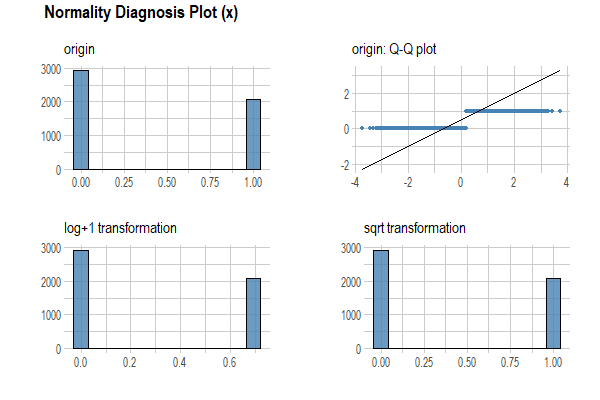 Normality Diagnosis Plot (x)
origin
3000
2000
1000
0
0.00 0.25 0.50 0.75 1.00
origin: Q-Q plot
2
0
-2
-4 -2 0 2 4
log+1 transformation
3000
2000
1000
0
0.0 0.2 0.4 0.6
sqrt transformation
3000
2000
1000
0
0.00 0.25 0.50 0.75 1.00